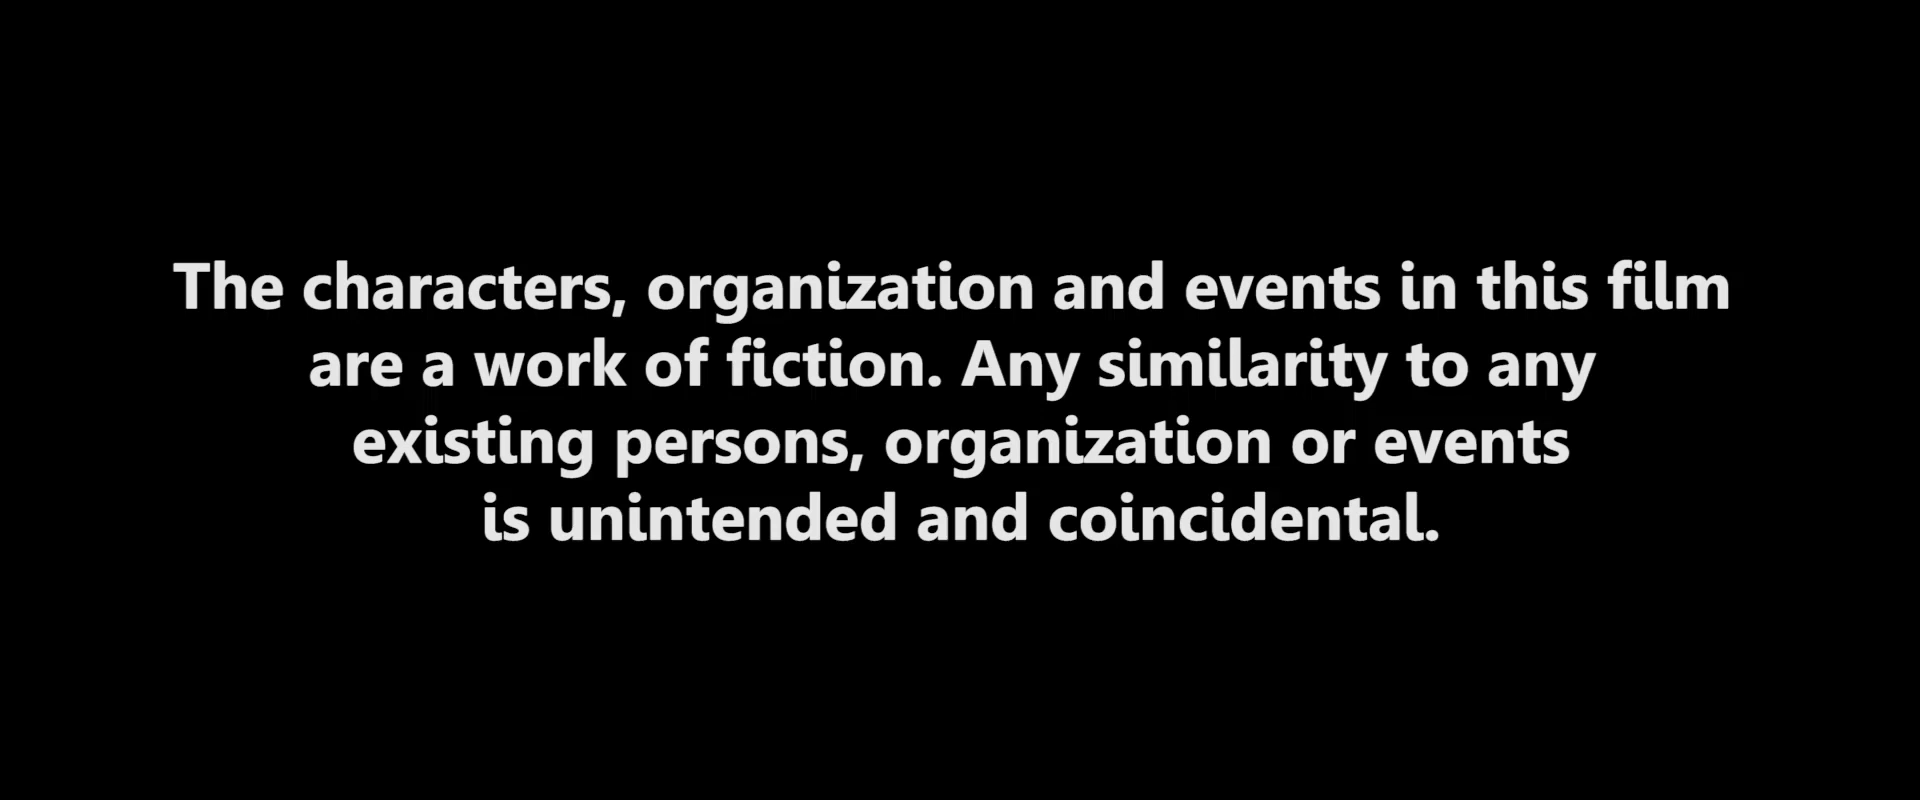 The characters, organization and events in this film
are a work of fiction. Any similarity to any
existing persons, organization or events
is unintended and coincidental.